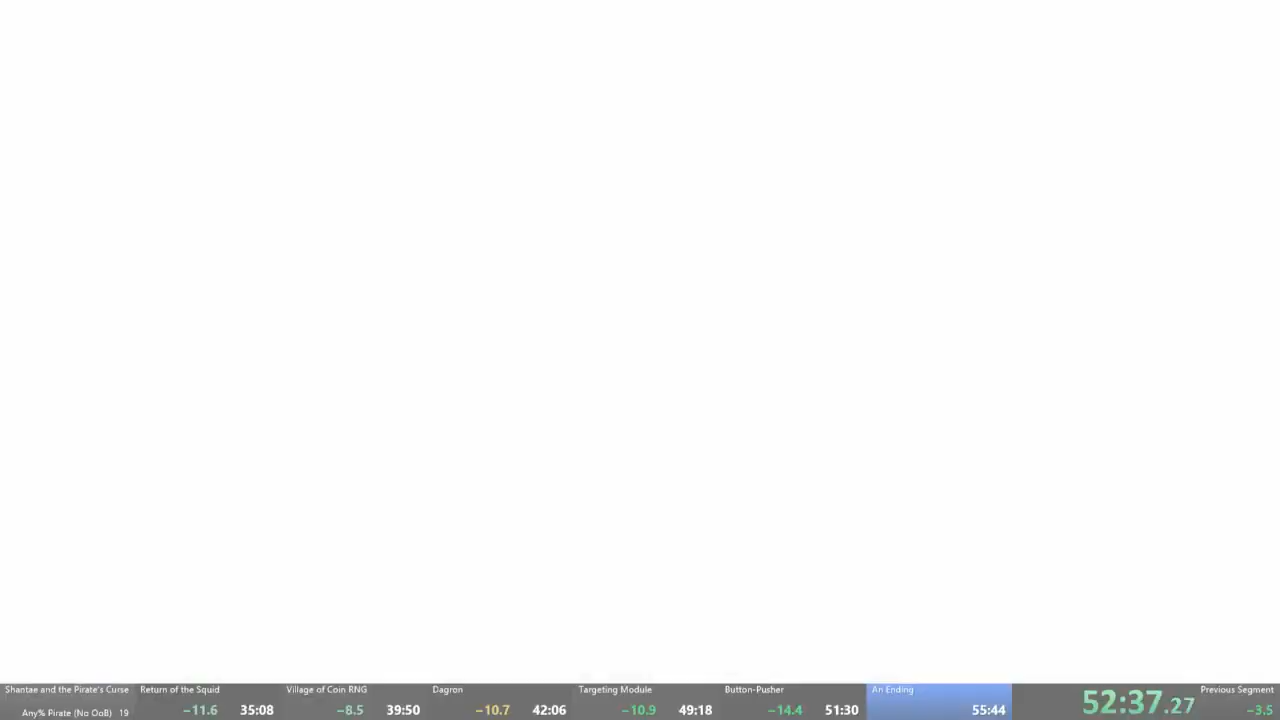 Shantae and the Pirate's Curse
Any% Pirate (No OoB) 19
Return of the Squid
−11.6 35:08
Village of Coin RNG
−8.5 39:50
Dagron
−10.7 42:06
Targeting Module
−10.9 49:18
Button-Pusher
−14.4 51:30
An Ending
55:44
52:37.27
Previous Segment
−3.5